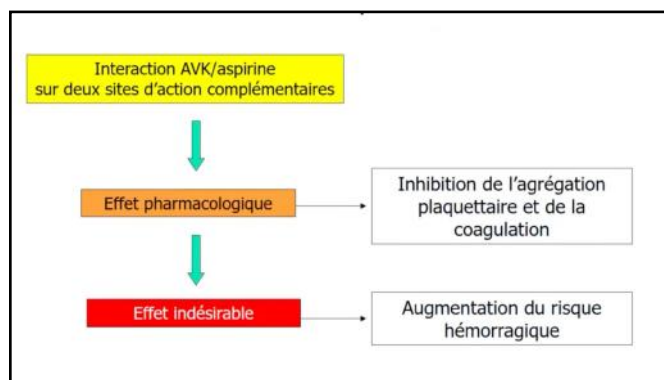 Interaction AVK/aspirine
sur deux sites d'action complémentaires
Effet pharmacologique
Inhibition de l'agrégation
plaquettaire et de la
coagulation
Effet indésirable
Augmentation du risque
hémorragique